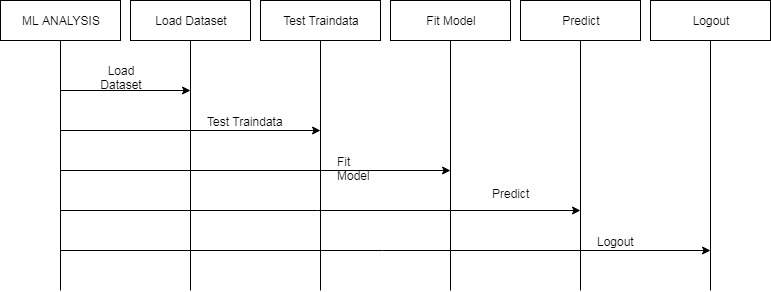 ML ANALYSIS
Load Dataset
Test Traindata
Fit Model
Predict
Logout
Load
Dataset
Test Traindata
Fit
Model
Predict
Logout